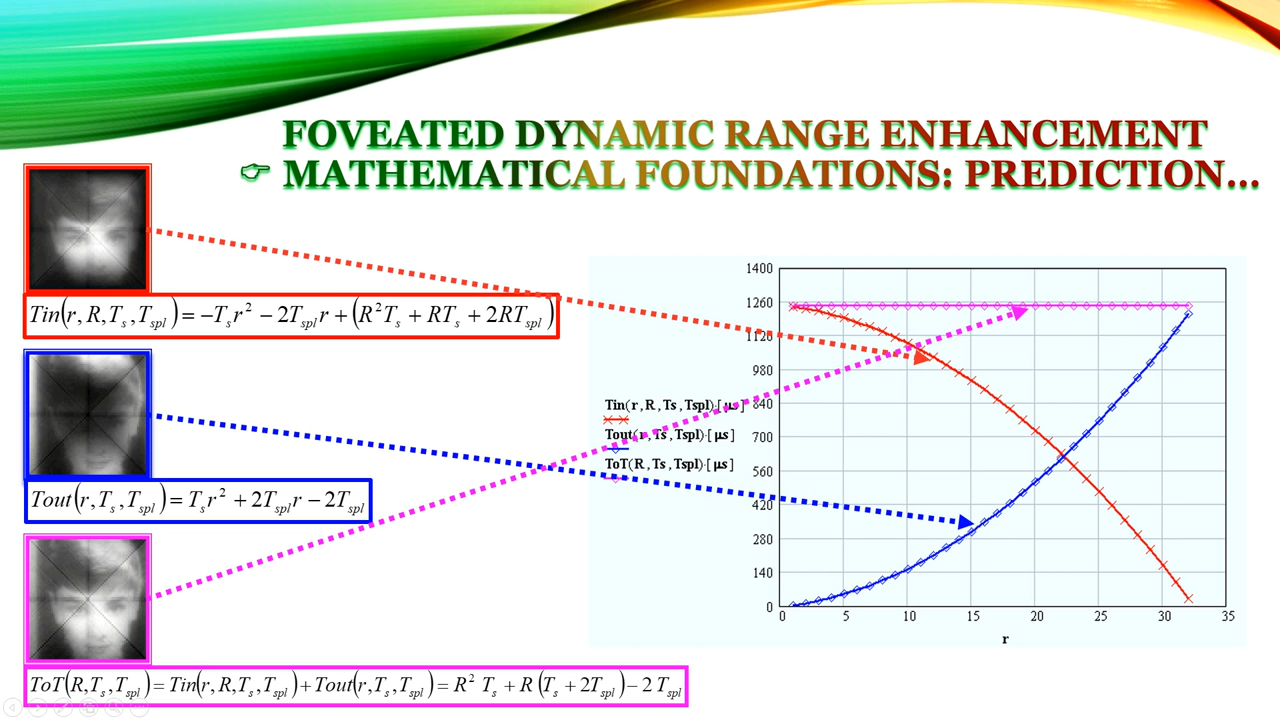 FOVEATED DYNAMIC RANGE ENHANCEMENT
☞ MATHEMATICAL FOUNDATIONS: PREDICTION...
Tin(r, R, T_s, T_spl) = −T_s r² − 2T_spl r + (R²T_s + RT_s + 2RT_spl)
Tout(r, T_s, T_spl) = T_s r² + 2T_spl r − 2T_spl
ToT(R, T_s, T_spl) = Tin(r, R, T_s, T_spl) + Tout(r, T_s, T_spl) = R² T_s + R (T_s + 2T_spl) − 2 T_spl
1400
1260
1120
980
840
700
560
420
280
140
0
Tin(r, R, Ts, Tspl)·[μs]
Tout(r, Ts, Tspl)·[μs]
ToT(R, Ts, Tspl)·[μs]
0 5 10 15 20 25 30 35
r